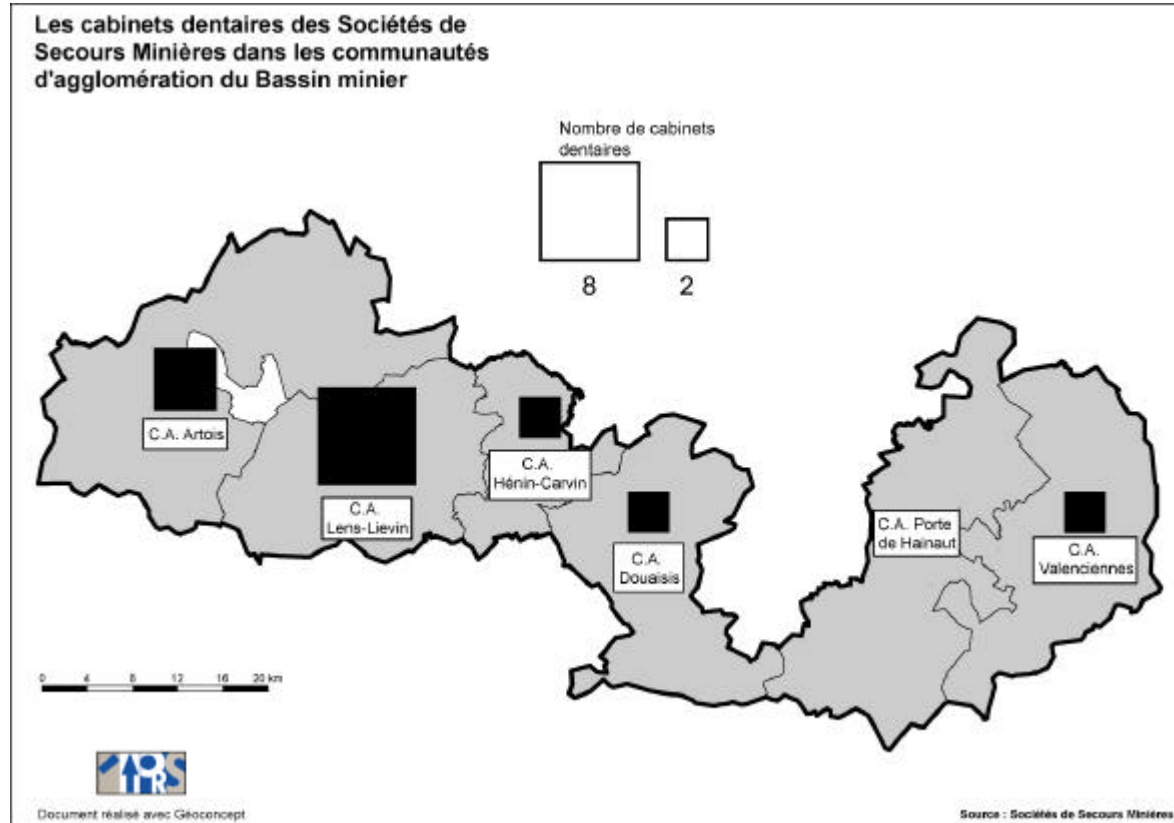 Les cabinets dentaires des Sociétés de
Secours Minières dans les communautés
d'agglomération du Bassin minier
Nombre de cabinets
dentaires
8
2
C.A. Artois
C.A.
Lens-Lievin
C.A.
Hénin-Carvin
C.A.
Douaisis
C.A. Porte
de Hainaut
C.A.
Valenciennes
0 4 8 12 16 20 km
Document réalisé avec Géoconcept
Source : Sociétés de Secours Minières